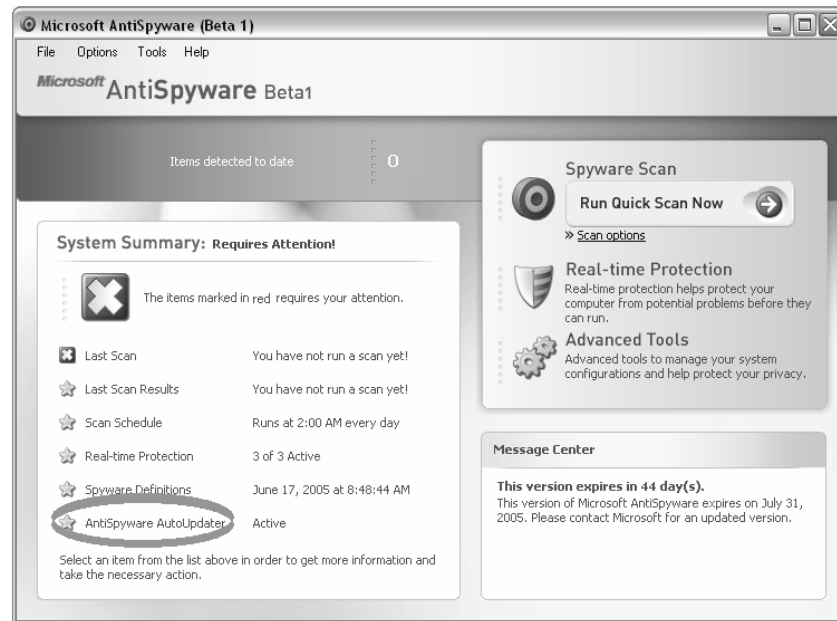 Microsoft AntiSpyware (Beta 1)
File Options Tools Help
Microsoft AntiSpyware Beta1
Items detected to date 0
System Summary: Requires Attention!
The items marked in red requires your attention.
Last Scan You have not run a scan yet!
Last Scan Results You have not run a scan yet!
Scan Schedule Runs at 2:00 AM every day
Real-time Protection 3 of 3 Active
Spyware Definitions June 17, 2005 at 8:48:44 AM
AntiSpyware AutoUpdater Active
Select an item from the list above in order to get more information and
take the necessary action.
Spyware Scan
Run Quick Scan Now
» Scan options
Real-time Protection
Real-time protection helps protect your
computer from potential problems before they
can run.
Advanced Tools
Advanced tools to manage your system
configurations and help protect your privacy.
Message Center
This version expires in 44 day(s).
This version of Microsoft AntiSpyware expires on July 31,
2005. Please contact Microsoft for an updated version.